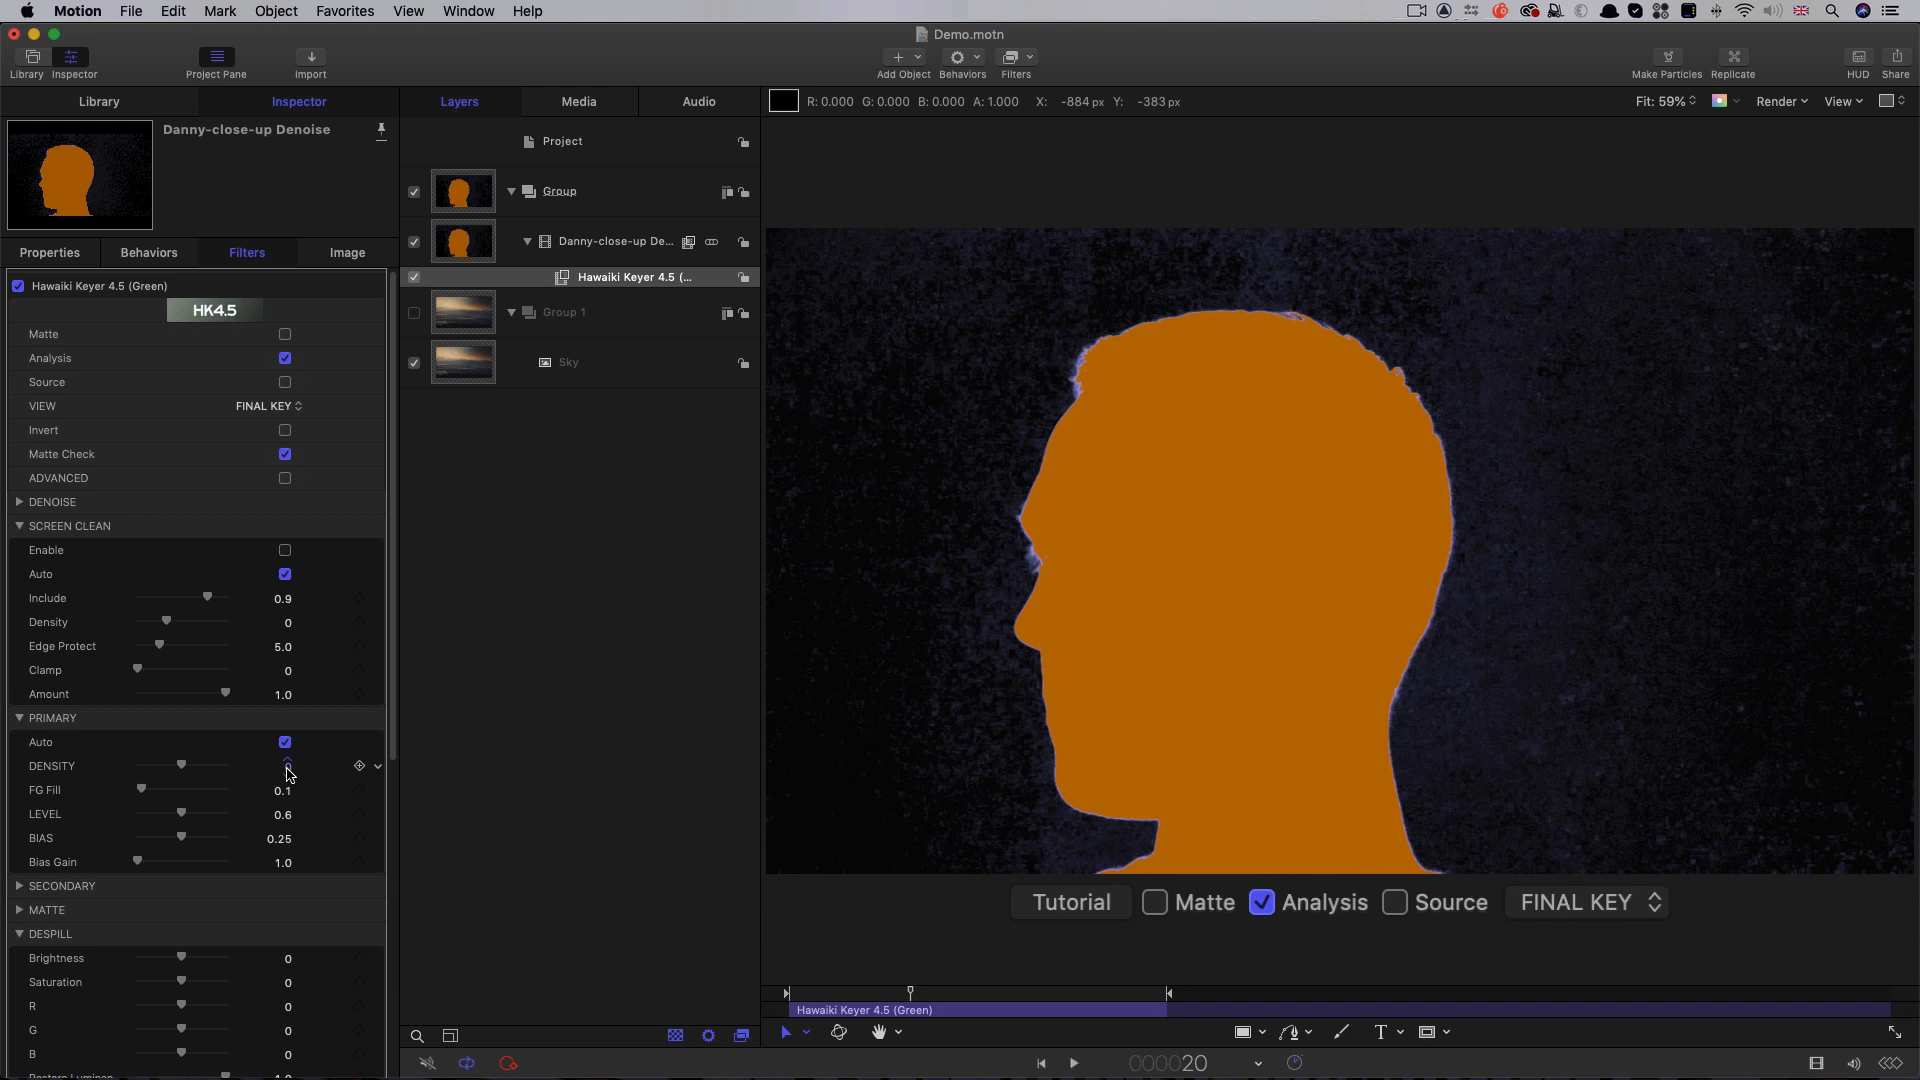 Motion File Edit Mark Object Favorites View Window Help
Demo.motn
Library Inspector Project Pane Import Add Object Behaviors Filters Make Particles Replicate HUD Share
Library Inspector Layers Media Audio R: 0.000 G: 0.000 B: 0.000 A: 1.000 X: -884 px Y: -383 px Fit: 59% Render View
Danny-close-up Denoise
Project
Group
Danny-close-up De...
Properties Behaviors Filters Image
Hawaiki Keyer 4.5 (...
Hawaiki Keyer 4.5 (Green)
HK4.5
Group 1
Matte
Analysis
Sky
Source
VIEW FINAL KEY
Invert
Matte Check
ADVANCED
DENOISE
SCREEN CLEAN
Enable
Auto
Include 0.9
Density 0
Edge Protect 5.0
Clamp 0
Amount 1.0
PRIMARY
Auto
DENSITY
FG Fill 0.1
LEVEL 0.6
BIAS 0.25
Bias Gain 1.0
SECONDARY
Tutorial Matte Analysis Source FINAL KEY
MATTE
DESPILL
Brightness 0
Saturation 0
R 0
Hawaiki Keyer 4.5 (Green)
G 0
B 0
000020